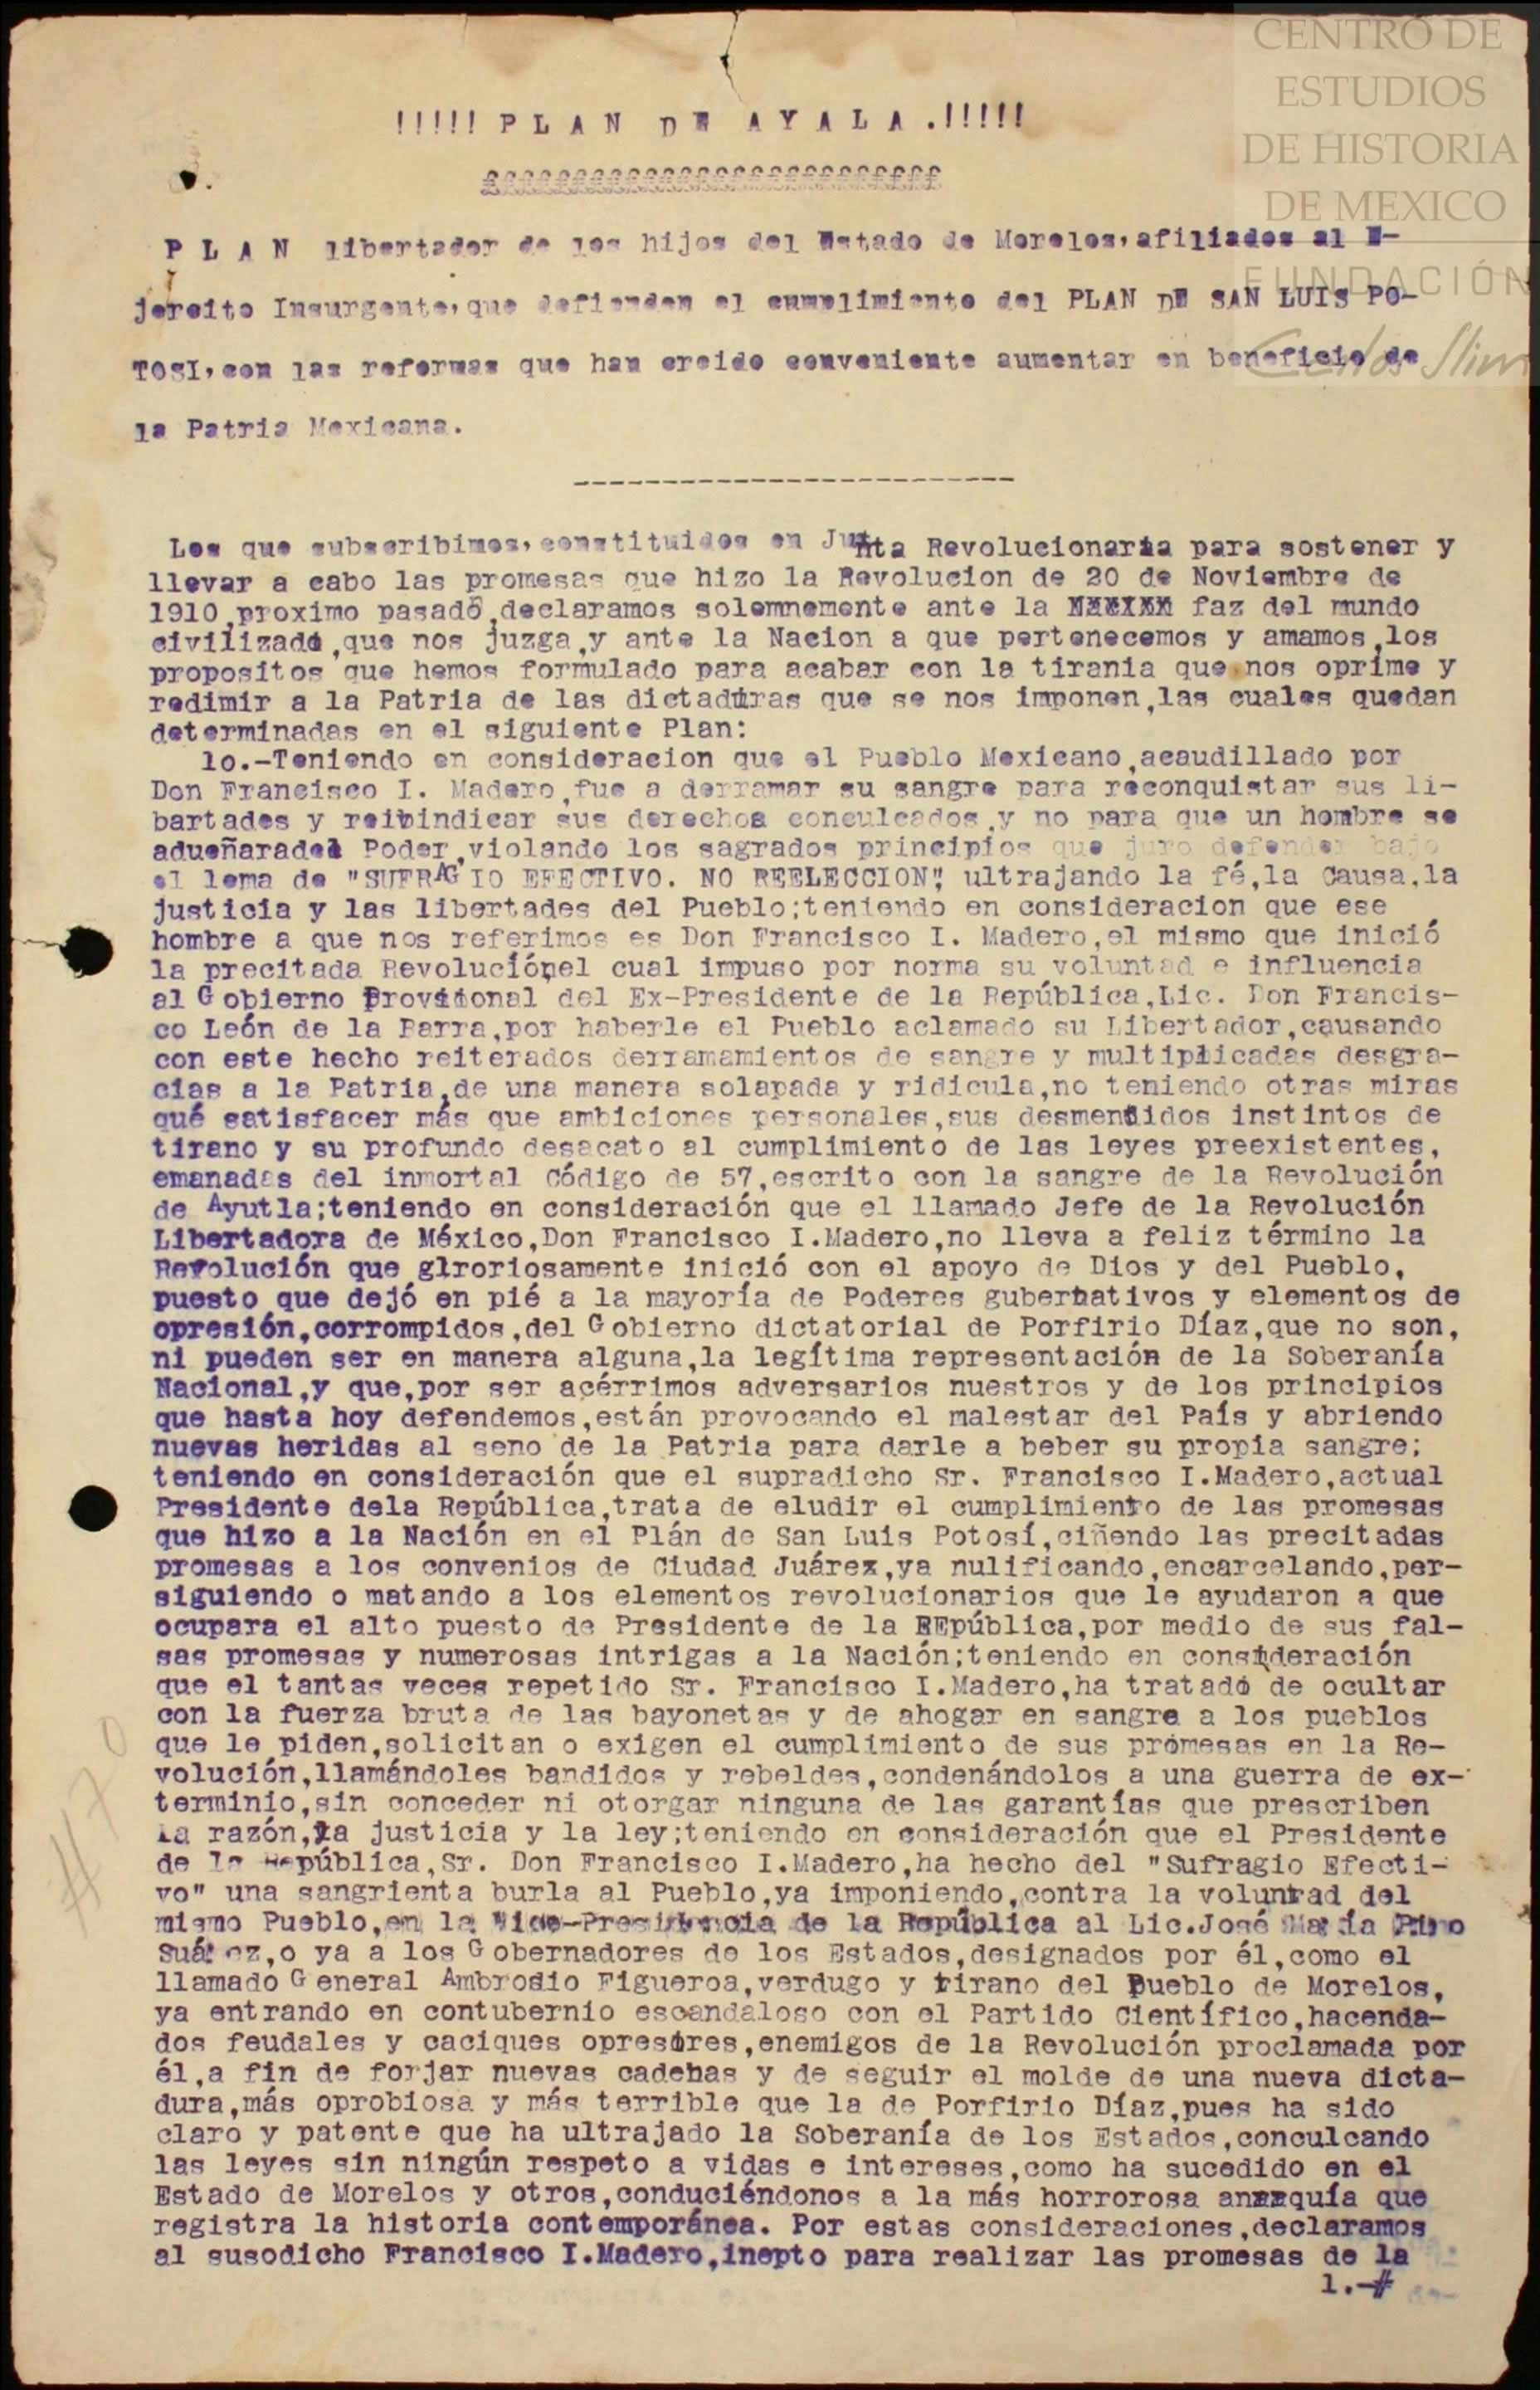 CENTRO DE
ESTUDIOS
DE HISTORIA
DE MEXICO
FUNDACIÓN
Carlos Slim
!!!!! P L A N D E A Y A L A .!!!!!
P L A N libertador de los hijos del Estado de Morelos, afiliados al E-
jercito Insurgente, que defienden el cumplimiento del PLAN DE SAN LUIS PO-
TOSI, con las reformas que han creido conveniente aumentar en beneficio de
la Patria Mexicana.
------------------------
Los que subscribimos, constituidos en Junta Revolucionaria para sostener y
llevar a cabo las promesas que hizo la Revolucion de 20 de Noviembre de
1910, proximo pasado, declaramos solemnemente ante la faz del mundo
civilizado, que nos juzga, y ante la Nacion a que pertenecemos y amamos, los
propositos que hemos formulado para acabar con la tirania que nos oprime y
redimir a la Patria de las dictaduras que se nos imponen, las cuales quedan
determinadas en el siguiente Plan:
1o.-Teniendo en consideracion que el Pueblo Mexicano, acaudillado por
Don Francisco I. Madero, fue a derramar su sangre para reconquistar sus li-
bartades y reivindicar sus derechos conculcados, y no para que un hombre se
adueñaradel Poder, violando los sagrados principios que juro defender bajo
el lema de "SUFRAGIO EFECTIVO. NO REELECCION", ultrajando la fé, la Causa, la
justicia y las libertades del Pueblo; teniendo en consideracion que ese
hombre a que nos referimos es Don Francisco I. Madero, el mismo que inició
la precitada Revolución, el cual impuso por norma su voluntad e influencia
al Gobierno Provisional del Ex-Presidente de la República, Lic. Don Francis-
co León de la Barra, por haberle el Pueblo aclamado su Libertador, causando
con este hecho reiterados derramamientos de sangre y multiplicadas desgra-
cias a la Patria, de una manera solapada y ridicula, no teniendo otras miras
qué satisfacer más que ambiciones personales, sus desmentidos instintos de
tirano y su profundo desacato al cumplimiento de las leyes preexistentes,
emanadas del inmortal Código de 57, escrito con la sangre de la Revolución
de Ayutla; teniendo en consideración que el llamado Jefe de la Revolución
Libertadora de México, Don Francisco I. Madero, no lleva a feliz término la
Revolución que glroriosamente inició con el apoyo de Dios y del Pueblo,
puesto que dejó en pié a la mayoría de Poderes gubernativos y elementos de
opresión, corrompidos, del Gobierno dictatorial de Porfirio Díaz, que no son,
ni pueden ser en manera alguna, la legítima representación de la Soberanía
Nacional, y que, por ser acérrimos adversarios nuestros y de los principios
que hasta hoy defendemos, están provocando el malestar del País y abriendo
nuevas heridas al seno de la Patria para darle a beber su propia sangre;
teniendo en consideración que el supradicho Sr. Francisco I. Madero, actual
Presidente dela República, trata de eludir el cumplimiento de las promesas
que hizo a la Nación en el Plán de San Luis Potosí, ciñendo las precitadas
promesas a los convenios de Ciudad Juárez, ya nulificando, encarcelando, per-
siguiendo o matando a los elementos revolucionarios que le ayudaron a que
ocupara el alto puesto de Presidente de la REpública, por medio de sus fal-
sas promesas y numerosas intrigas a la Nación; teniendo en consideración
que el tantas veces repetido Sr. Francisco I. Madero, ha tratado de ocultar
con la fuerza bruta de las bayonetas y de ahogar en sangre a los pueblos
que le piden, solicitan o exigen el cumplimiento de sus promesas en la Re-
volución, llamándoles bandidos y rebeldes, condenándolos a una guerra de ex-
terminio, sin conceder ni otorgar ninguna de las garantías que prescriben
la razón, la justicia y la ley; teniendo en consideración que el Presidente
de la República, Sr. Don Francisco I. Madero, ha hecho del "Sufragio Efecti-
vo" una sangrienta burla al Pueblo, ya imponiendo, contra la voluntad del
mismo Pueblo, en la Vice-Presidencia de la República al Lic. José María Pino
Suárez, o ya a los Gobernadores de los Estados, designados por él, como el
llamado General Ambrosio Figueroa, verdugo y tirano del Pueblo de Morelos,
ya entrando en contubernio escandaloso con el Partido Científico, hacenda-
dos feudales y caciques opresores, enemigos de la Revolución proclamada por
él, a fin de forjar nuevas cadenas y de seguir el molde de una nueva dicta-
dura, más oprobiosa y más terrible que la de Porfirio Díaz, pues ha sido
claro y patente que ha ultrajado la Soberanía de los Estados, conculcando
las leyes sin ningún respeto a vidas e intereses, como ha sucedido en el
Estado de Morelos y otros, conduciéndonos a la más horrorosa anarquía que
registra la historia contemporánea. Por estas consideraciones, declaramos
al susodicho Francisco I. Madero, inepto para realizar las promesas de la
1.-#